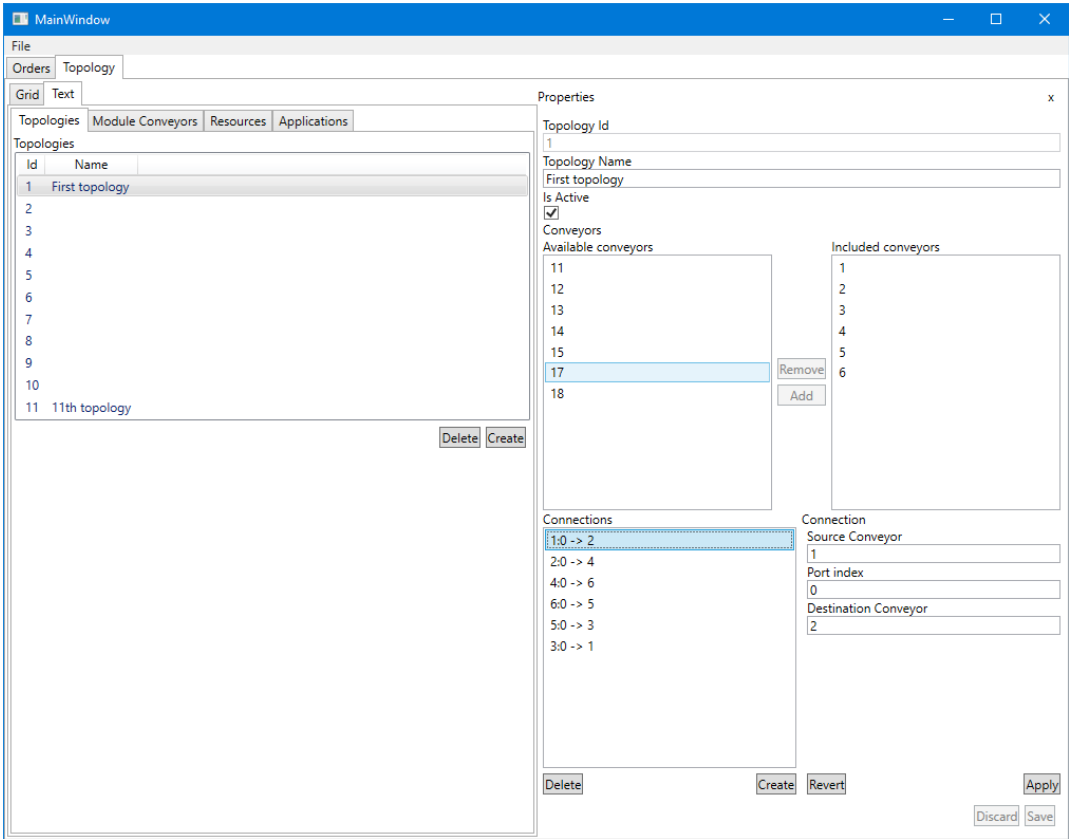 MainWindow
File
Orders Topology
Grid Text
Topologies Module Conveyors Resources Applications
Topologies
Id Name
1 First topology
2
3
4
5
6
7
8
9
10
11 11th topology
Delete Create
Properties x
Topology Id
1
Topology Name
First topology
Is Active
Conveyors
Available conveyors
11
12
13
14
15
17
18
Remove
Add
Included conveyors
1
2
3
4
5
6
Connections
1:0 -> 2
2:0 -> 4
4:0 -> 6
6:0 -> 5
5:0 -> 3
3:0 -> 1
Delete Create
Connection
Source Conveyor
1
Port index
0
Destination Conveyor
2
Revert Apply
Discard Save